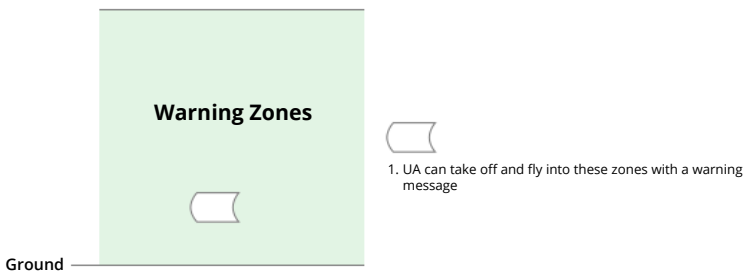 Warning Zones
1. UA can take off and fly into these zones with a warning
message
Ground